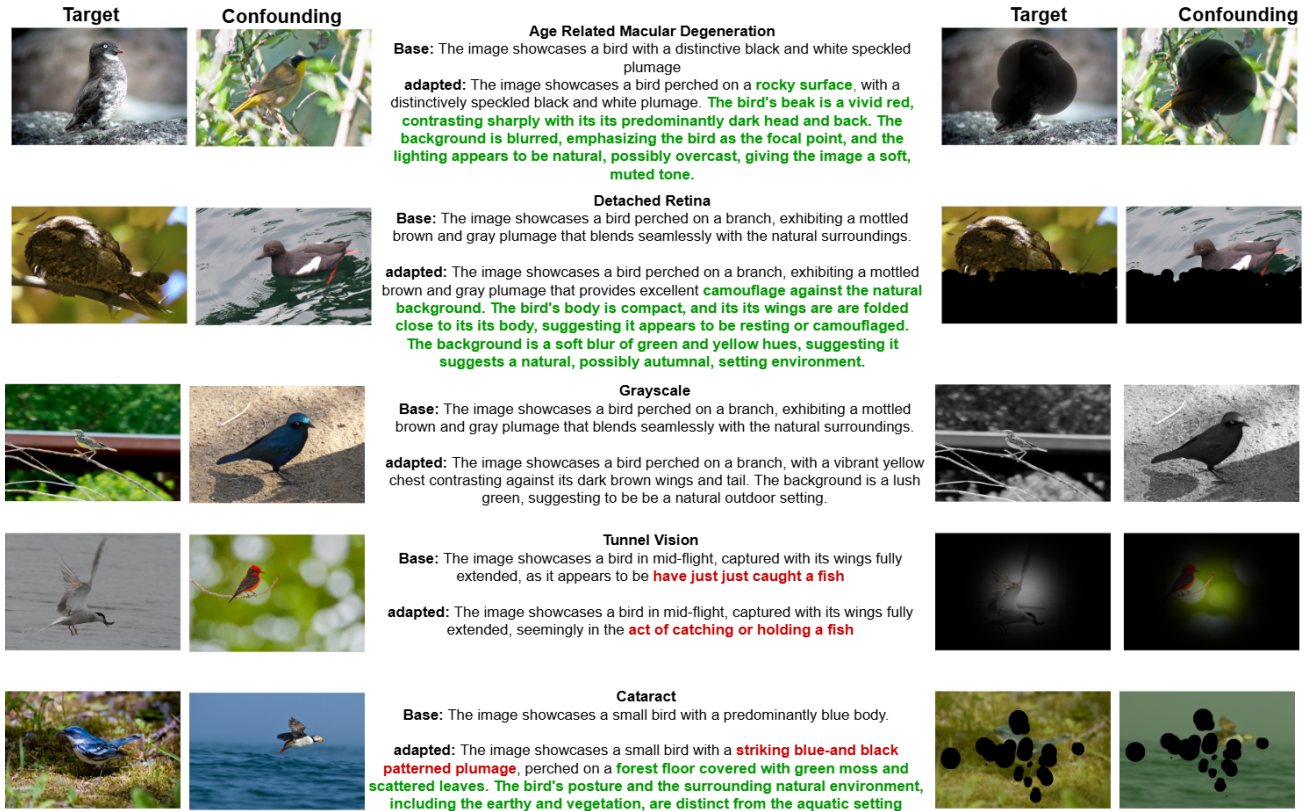 Target
Confounding
Target
Confounding
Age Related Macular Degeneration
Base: The image showcases a bird with a distinctive black and white speckled
plumage
adapted: The image showcases a bird perched on a rocky surface, with a
distinctively speckled black and white plumage. The bird's beak is a vivid red,
contrasting sharply with its its predominantly dark head and back. The
background is blurred, emphasizing the bird as the focal point, and the
lighting appears to be natural, possibly overcast, giving the image a soft,
muted tone.
Detached Retina
Base: The image showcases a bird perched on a branch, exhibiting a mottled
brown and gray plumage that blends seamlessly with the natural surroundings.
adapted: The image showcases a bird perched on a branch, exhibiting a mottled
brown and gray plumage that provides excellent camouflage against the natural
background. The bird's body is compact, and its its wings are are folded
close to its its body, suggesting it appears to be resting or camouflaged.
The background is a soft blur of green and yellow hues, suggesting it
suggests a natural, possibly autumnal, setting environment.
Grayscale
Base: The image showcases a bird perched on a branch, exhibiting a mottled
brown and gray plumage that blends seamlessly with the natural surroundings.
adapted: The image showcases a bird perched on a branch, with a vibrant yellow
chest contrasting against its dark brown wings and tail. The background is a lush
green, suggesting to be be a natural outdoor setting.
Tunnel Vision
Base: The image showcases a bird in mid-flight, captured with its wings fully
extended, as it appears to be have just just caught a fish
adapted: The image showcases a bird in mid-flight, captured with its wings fully
extended, seemingly in the act of catching or holding a fish
Cataract
Base: The image showcases a small bird with a predominantly blue body.
adapted: The image showcases a small bird with a striking blue-and black
patterned plumage, perched on a forest floor covered with green moss and
scattered leaves. The bird's posture and the surrounding natural environment,
including the earthy and vegetation, are distinct from the aquatic setting